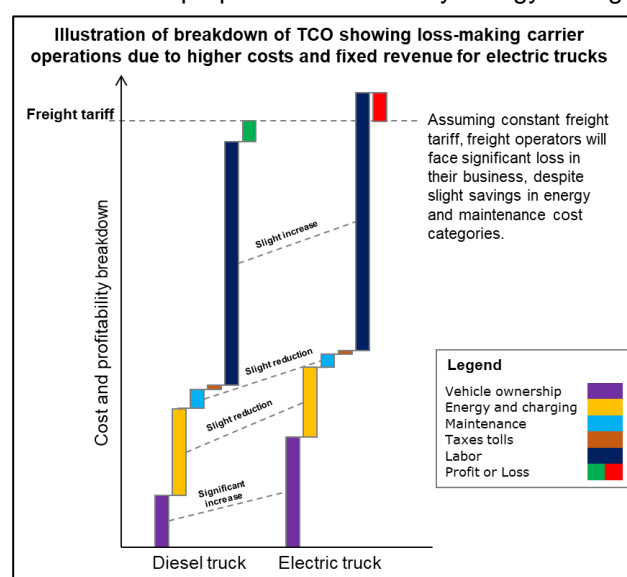 Illustration of breakdown of TCO showing loss-making carrier
operations due to higher costs and fixed revenue for electric trucks
Freight tariff
Assuming constant freight
tariff, freight operators will
face significant loss in
their business, despite
slight savings in energy
and maintenance cost
categories.
Cost and profitability breakdown
Slight increase
Slight reduction
Slight reduction
Significant
increase
Legend
Vehicle ownership
Energy and charging
Maintenance
Taxes tolls
Labor
Profit or Loss
Diesel truck
Electric truck